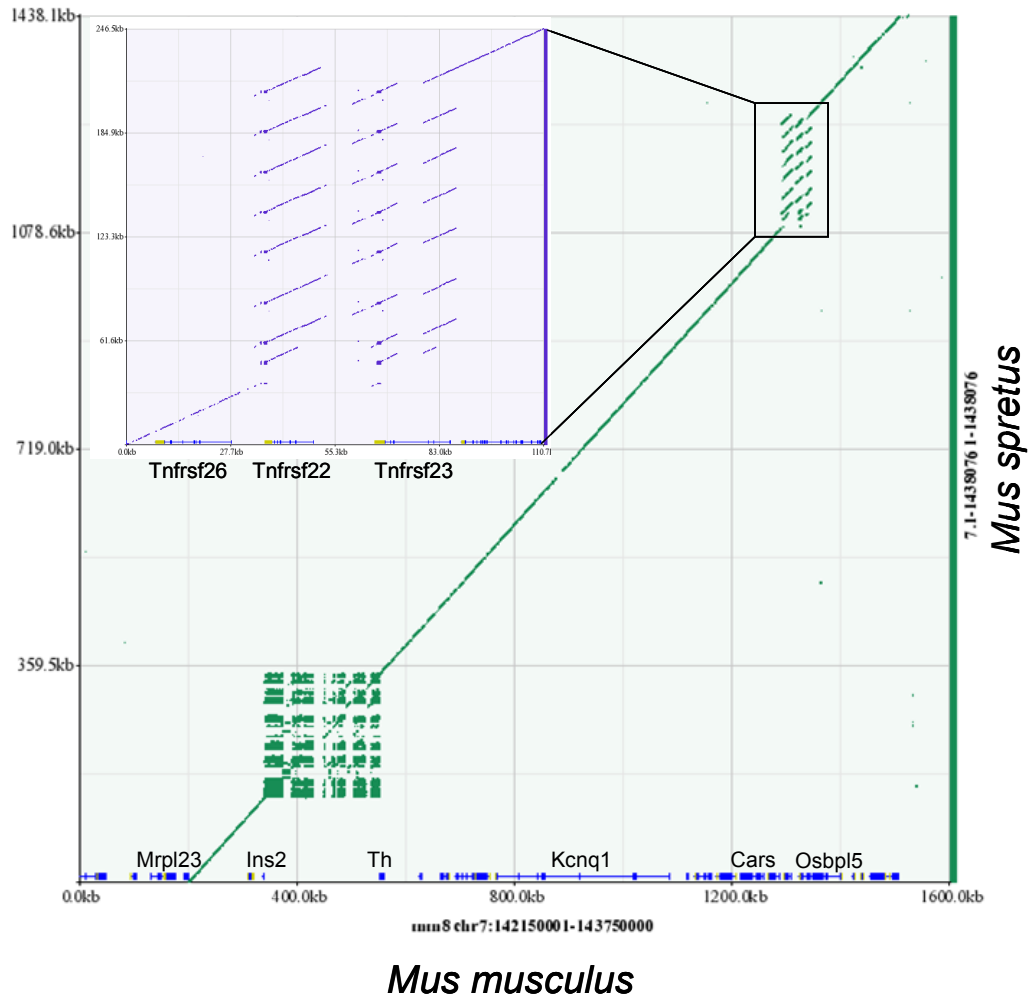 1438.1kb
246.5kb
184.9kb
123.3kb
61.6kb
0.0kb 27.7kb 55.3kb 83.0kb 110.7l
Tnfrsf26 Tnfrsf22 Tnfrsf23
1078.6kb
719.0kb
359.5kb
Mrpl23 Ins2 Th Kcnq1 Cars Osbpl5
0.0kb 400.0kb 800.0kb 1200.0kb 1600.0kb
mm8 chr7:142150001-143750000
Mus musculus
7.1-1438076 1-1438076
Mus spretus